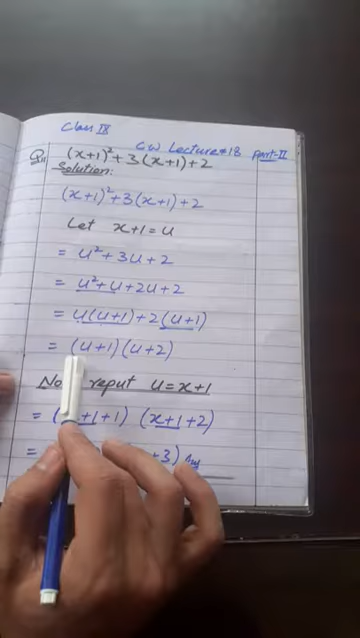 Class IX
CW Lecture#18 Part-II
Q (x+1)²+3(x+1)+2
Solution:
(x+1)²+3(x+1)+2
Let x+1=u
= u²+3u+2
= u²+u+2u+2
= u(u+1)+2(u+1)
= (u+1)(u+2)
reput u=x+1
= ( +1+1) (x+1+2)
= +3) Ans